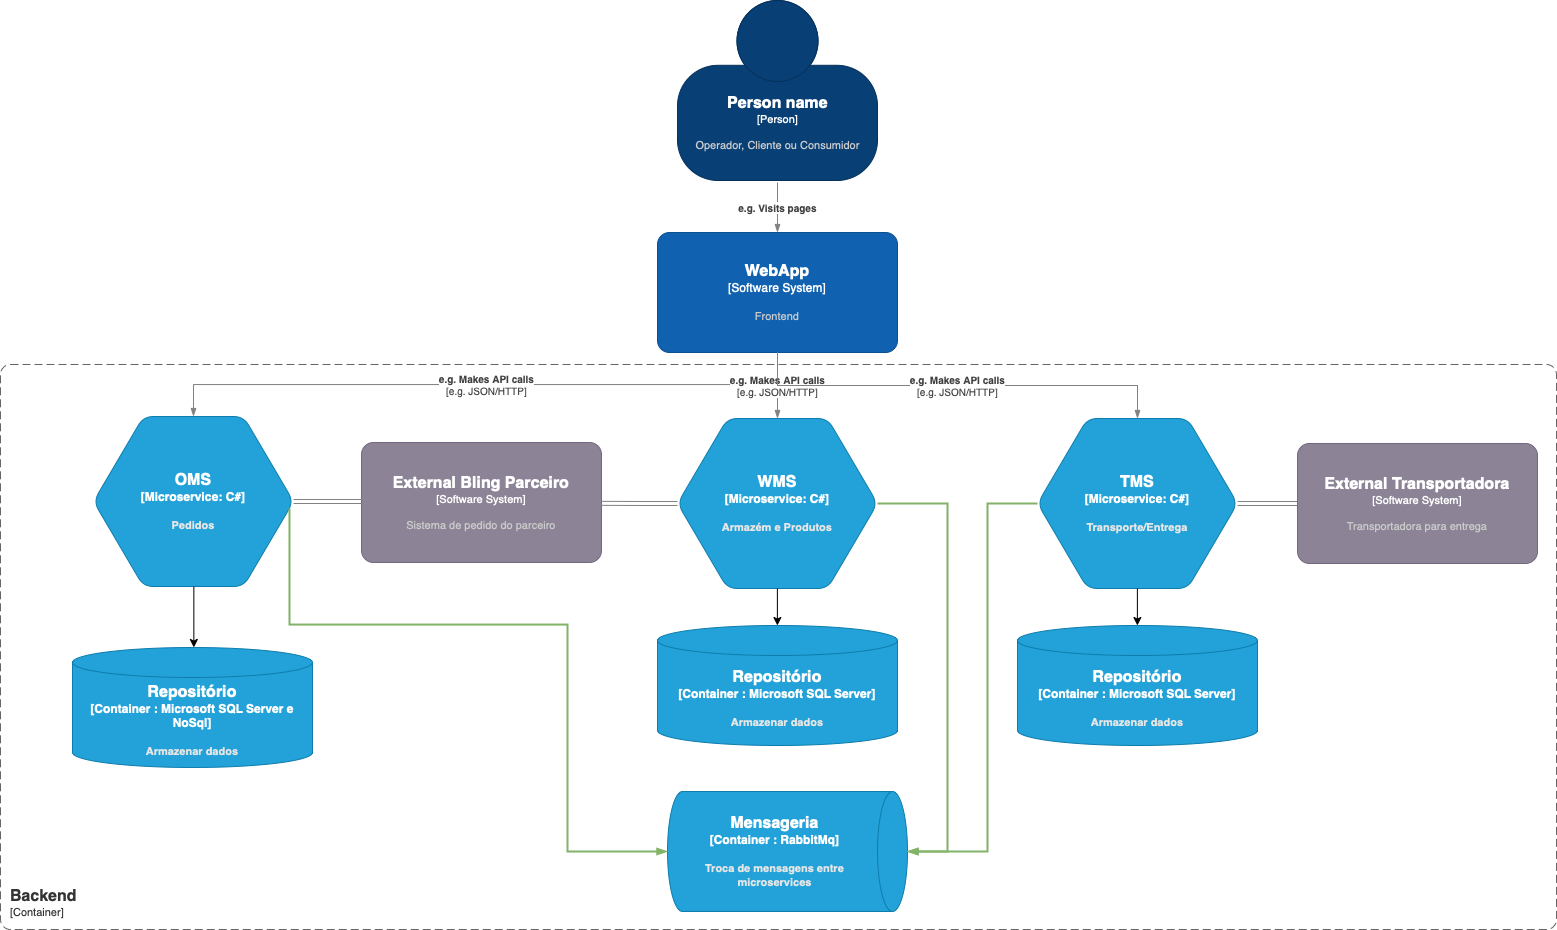 Person name
[Person]
Operador, Cliente ou Consumidor
e.g. Visits pages
WebApp
[Software System]
Frontend
e.g. Makes API calls
[e.g. JSON/HTTP]
e.g. Makes API calls
[e.g. JSON/HTTP]
e.g. Makes API calls
[e.g. JSON/HTTP]
OMS
[Microservice: C#]
Pedidos
External Bling Parceiro
[Software System]
Sistema de pedido do parceiro
WMS
[Microservice: C#]
Armazém e Produtos
TMS
[Microservice: C#]
Transporte/Entrega
External Transportadora
[Software System]
Transportadora para entrega
Repositório
[Container : Microsoft SQL Server e
NoSql]
Armazenar dados
Repositório
[Container : Microsoft SQL Server]
Armazenar dados
Repositório
[Container : Microsoft SQL Server]
Armazenar dados
Mensageria
[Container : RabbitMq]
Troca de mensagens entre
microservices
Backend
[Container]